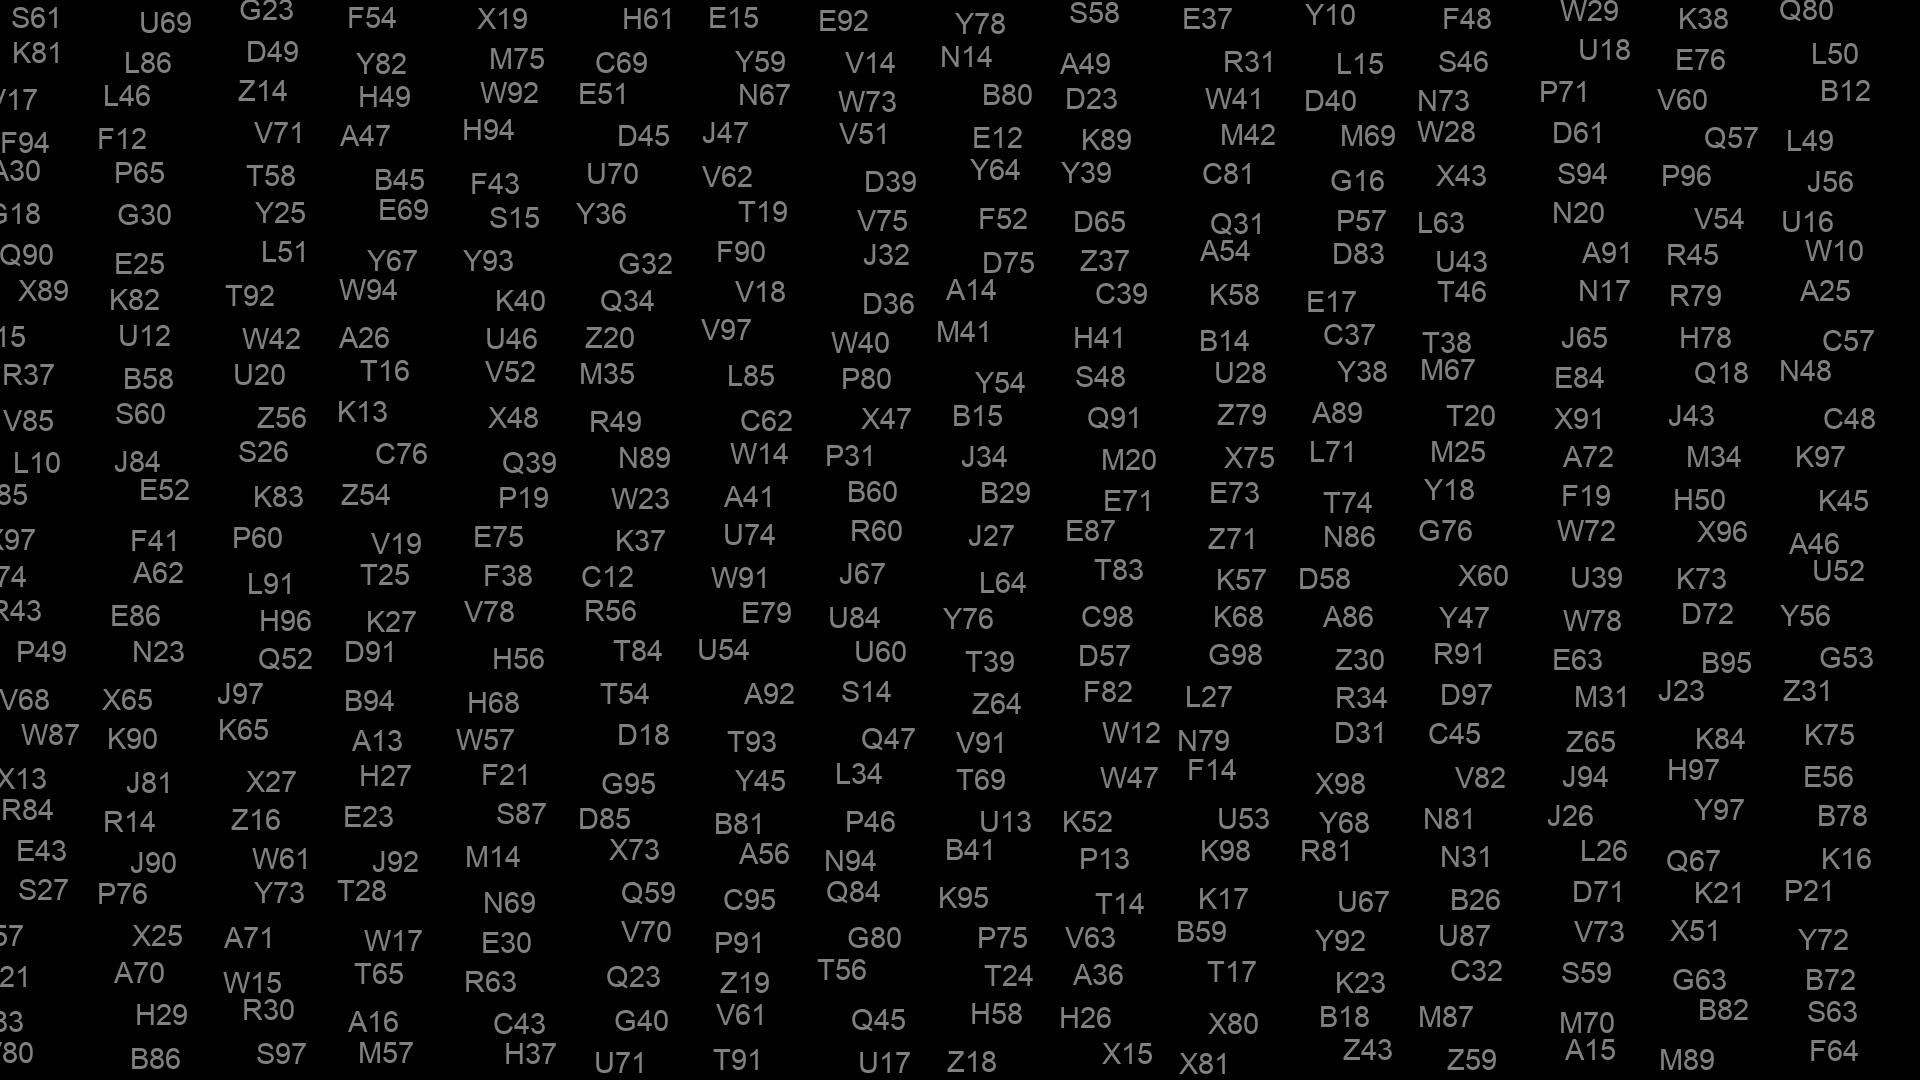 S61 U69 G23 F54 X19 H61 E15 E92 Y78 S58 E37 Y10 F48 W29 K38 Q80
K81 L86 D49 Y82 M75 C69 Y59 V14 N14 A49 R31 L15 S46 U18 E76 L50
L46 Z14 H49 W92 E51 N67 W73 B80 D23 W41 D40 N73 P71 V60 B12
F94 F12 V71 A47 H94 D45 J47 V51 E12 K89 M42 M69 W28 D61 Q57 L49
A30 P65 T58 B45 F43 U70 V62 D39 Y64 Y39 C81 G16 X43 S94 P96 J56
G18 G30 Y25 E69 S15 Y36 T19 V75 F52 D65 Q31 P57 L63 N20 V54 U16
Q90 E25 L51 Y67 Y93 G32 F90 J32 D75 Z37 A54 D83 U43 A91 R45 W10
X89 K82 T92 W94 K40 Q34 V18 D36 A14 C39 K58 E17 T46 N17 R79 A25
15 U12 W42 A26 U46 Z20 V97 W40 M41 H41 B14 C37 T38 J65 H78 C57
R37 B58 U20 T16 V52 M35 L85 P80 Y54 S48 U28 Y38 M67 E84 Q18 N48
V85 S60 Z56 K13 X48 R49 C62 X47 B15 Q91 Z79 A89 T20 X91 J43 C48
L10 J84 S26 C76 Q39 N89 W14 P31 J34 M20 X75 L71 M25 A72 M34 K97
85 E52 K83 Z54 P19 W23 A41 B60 B29 E71 E73 T74 Y18 F19 H50 K45
97 F41 P60 V19 E75 K37 U74 R60 J27 E87 Z71 N86 G76 W72 X96 A46
74 A62 L91 T25 F38 C12 W91 J67 L64 T83 K57 D58 X60 U39 K73 U52
R43 E86 H96 K27 V78 R56 E79 U84 Y76 C98 K68 A86 Y47 W78 D72 Y56
P49 N23 Q52 D91 H56 T84 U54 U60 T39 D57 G98 Z30 R91 E63 B95 G53
V68 X65 J97 B94 H68 T54 A92 S14 Z64 F82 L27 R34 D97 M31 J23 Z31
W87 K90 K65 A13 W57 D18 T93 Q47 V91 W12 N79 D31 C45 Z65 K84 K75
X13 J81 X27 H27 F21 G95 Y45 L34 T69 W47 F14 X98 V82 J94 H97 E56
R84 R14 Z16 E23 S87 D85 B81 P46 U13 K52 U53 Y68 N81 J26 Y97 B78
E43 J90 W61 J92 M14 X73 A56 N94 B41 P13 K98 R81 N31 L26 Q67 K16
S27 P76 Y73 T28 N69 Q59 C95 Q84 K95 T14 K17 U67 B26 D71 K21 P21
57 X25 A71 W17 E30 V70 P91 G80 P75 V63 B59 Y92 U87 V73 X51 Y72
21 A70 W15 T65 R63 Q23 Z19 T56 T24 A36 T17 K23 C32 S59 G63 B72
H29 R30 A16 C43 G40 V61 Q45 H58 H26 X80 B18 M87 M70 B82 S63
80 B86 S97 M57 H37 U71 T91 U17 Z18 X15 X81 Z43 Z59 A15 M89 F64